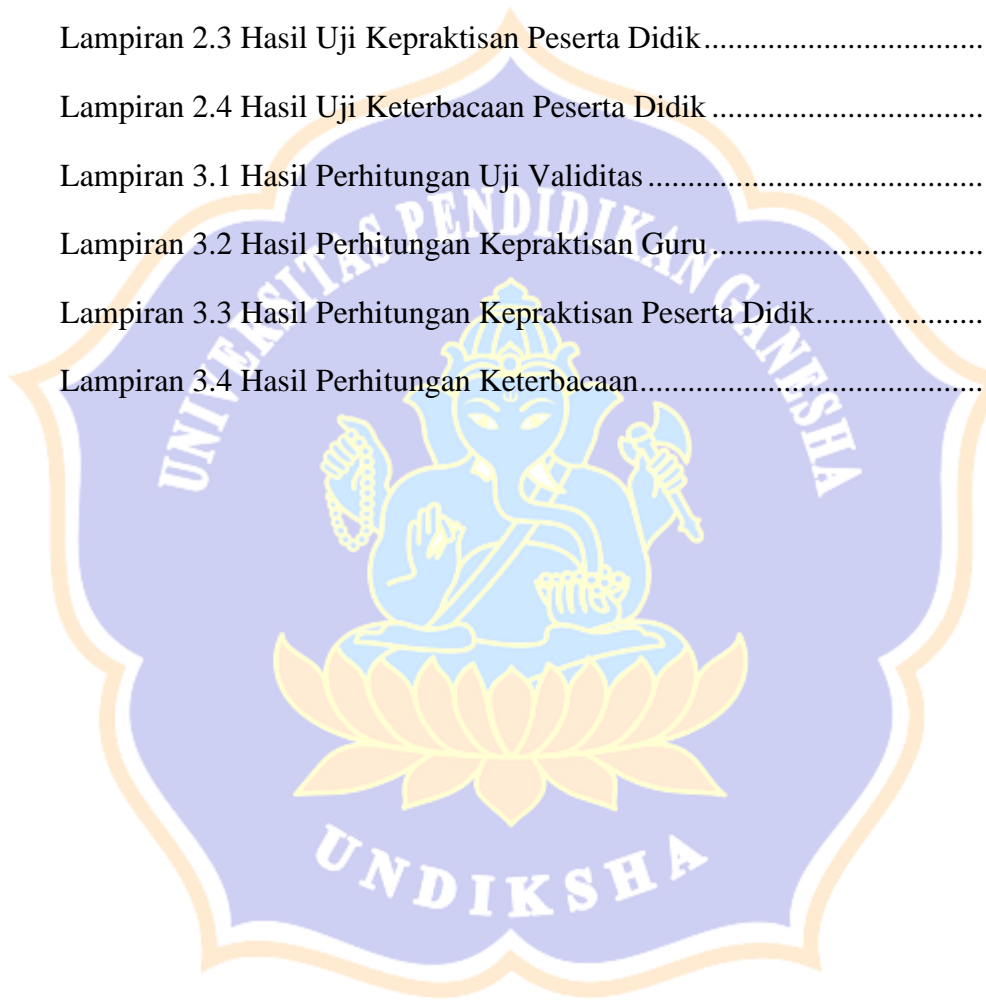 Lampiran 2.3 Hasil Uji Kepraktisan Peserta Didik..................................
Lampiran 2.4 Hasil Uji Keterbacaan Peserta Didik..................................
Lampiran 3.1 Hasil Perhitungan Uji Validitas..........................................
Lampiran 3.2 Hasil Perhitungan Kepraktisan Guru..................................
Lampiran 3.3 Hasil Perhitungan Kepraktisan Peserta Didik.....................
Lampiran 3.4 Hasil Perhitungan Keterbacaan...........................................
UNIVERSITAS PENDIDIKAN GANESHA
UNDIKSHA